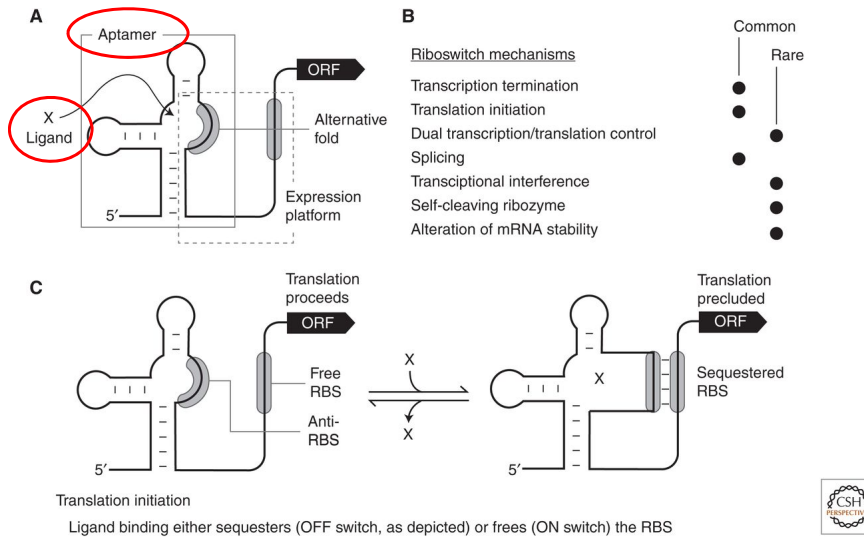 A
Aptamer
ORF
X
Ligand
Alternative
fold
Expression
platform
5′
B
Common
Rare
Riboswitch mechanisms
Transcription termination
Translation initiation
Dual transcription/translation control
Splicing
Transciptional interference
Self-cleaving ribozyme
Alteration of mRNA stability
C
Translation
proceeds
ORF
Free
RBS
Anti-
RBS
5′
X
X
Translation
precluded
ORF
X
Sequestered
RBS
5′
Translation initiation
Ligand binding either sequesters (OFF switch, as depicted) or frees (ON switch) the RBS
CSH
PERSPECTIVES